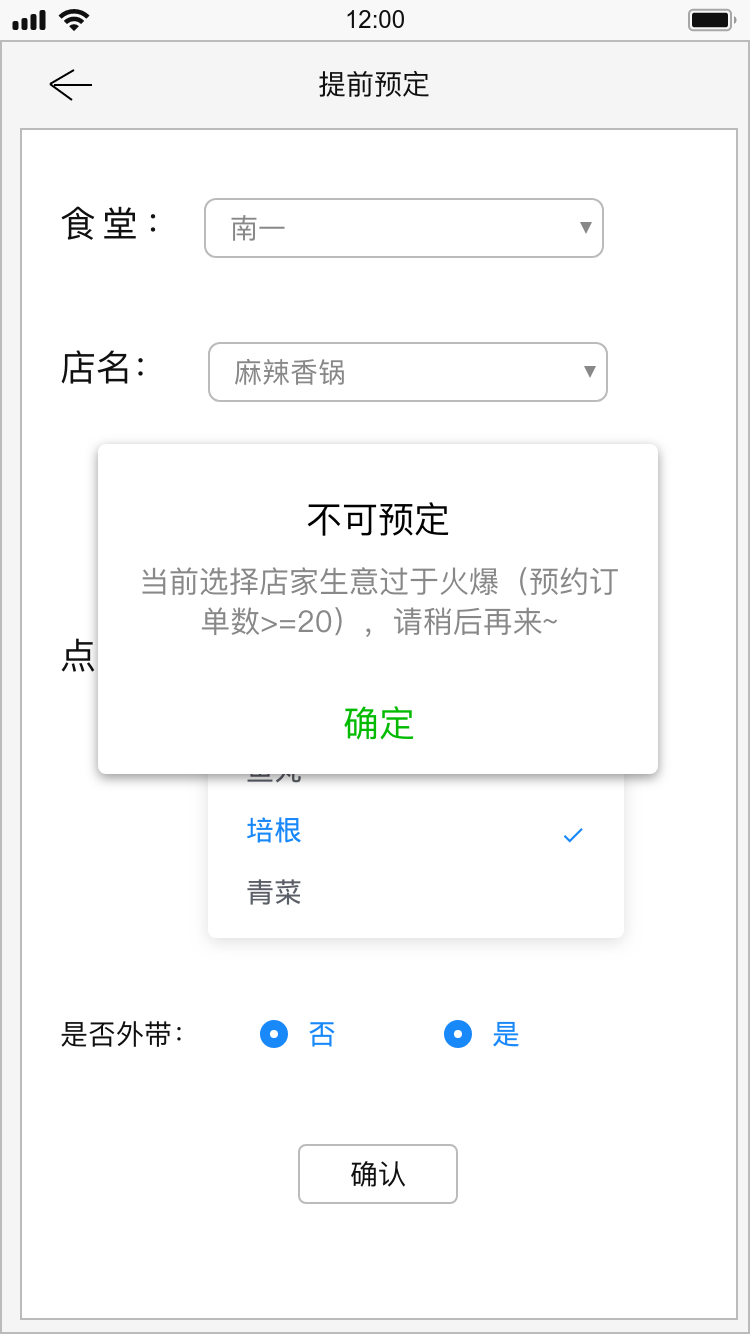 12:00
提前预定
食堂：
南一
店名：
麻辣香锅
不可预定
当前选择店家生意过于火爆（预约订
单数>=20），请稍后再来~
点
确定
培根
青菜
是否外带：
否
是
确认